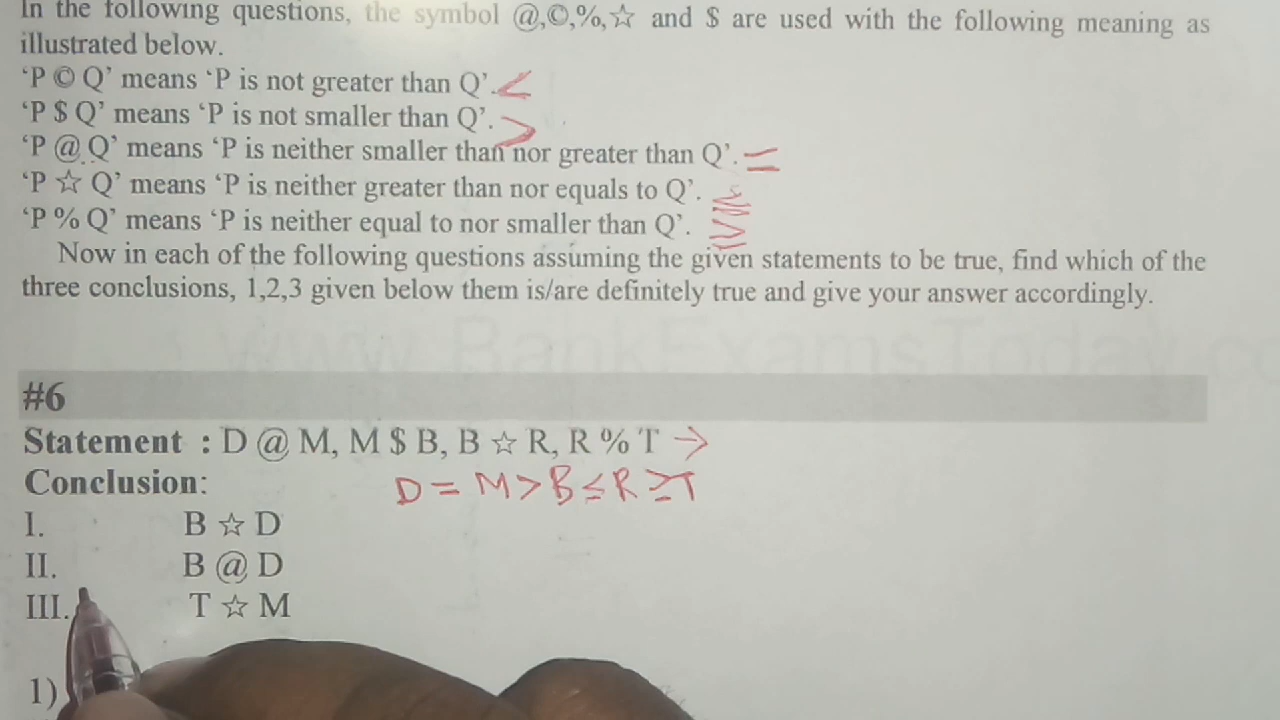 In the following questions, the symbol @,©,%,☆ and $ are used with the following meaning as
illustrated below.
‘P © Q’ means ‘P is not greater than Q’. <
‘P $ Q’ means ‘P is not smaller than Q’. >
‘P @ Q’ means ‘P is neither smaller than nor greater than Q’. =
‘P ☆ Q’ means ‘P is neither greater than nor equals to Q’.
‘P % Q’ means ‘P is neither equal to nor smaller than Q’.
Now in each of the following questions assuming the given statements to be true, find which of the
three conclusions, 1,2,3 given below them is/are definitely true and give your answer accordingly.
www.BankExamsToday.co
#6
Statement : D @ M, M $ B, B ☆ R, R % T →
Conclusion:
D = M > B ≤ R ≥ T
I. B ☆ D
II. B @ D
III. T ☆ M
1)